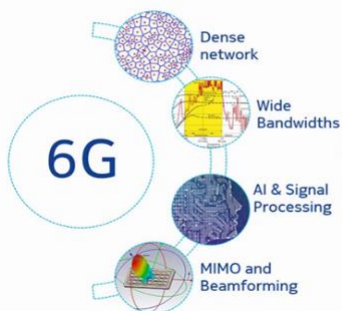 Dense
network
Wide
Bandwidths
6G
AI & Signal
Processing
MIMO and
Beamforming